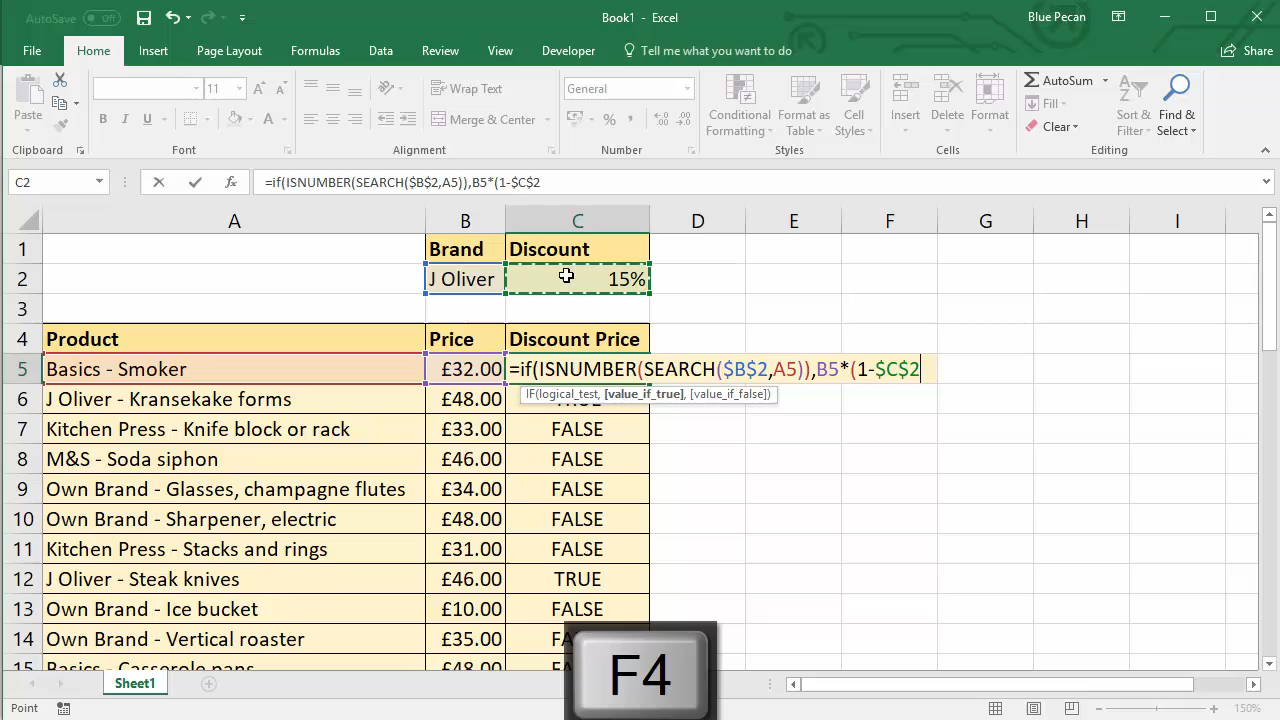 AutoSave Off
Book1 - Excel
Blue Pecan
File Home Insert Page Layout Formulas Data Review View Developer Tell me what you want to do Share
Paste
11
B I U
Wrap Text
Merge & Center
General
%
Conditional Formatting
Format as Table
Cell Styles
Insert
Delete
Format
AutoSum
Fill
Clear
Sort & Filter
Find & Select
Clipboard Font Alignment Number Styles Cells Editing
C2 fx =if(ISNUMBER(SEARCH($B$2,A5)),B5*(1-$C$2
A B C D E F G H I
1 Brand Discount
2 J Oliver 15%
3
4 Product Price Discount Price
5 Basics - Smoker £32.00 =if(ISNUMBER(SEARCH($B$2,A5)),B5*(1-$C$2
IF(logical_test, [value_if_true], [value_if_false])
6 J Oliver - Kransekake forms £48.00
7 Kitchen Press - Knife block or rack £33.00 FALSE
8 M&S - Soda siphon £46.00 FALSE
9 Own Brand - Glasses, champagne flutes £34.00 FALSE
10 Own Brand - Sharpener, electric £48.00 FALSE
11 Kitchen Press - Stacks and rings £31.00 FALSE
12 J Oliver - Steak knives £46.00 TRUE
13 Own Brand - Ice bucket £10.00 FALSE
14 Own Brand - Vertical roaster £35.00
15 Basics - Casserole pans £48.00
F4
Sheet1
Point
150%